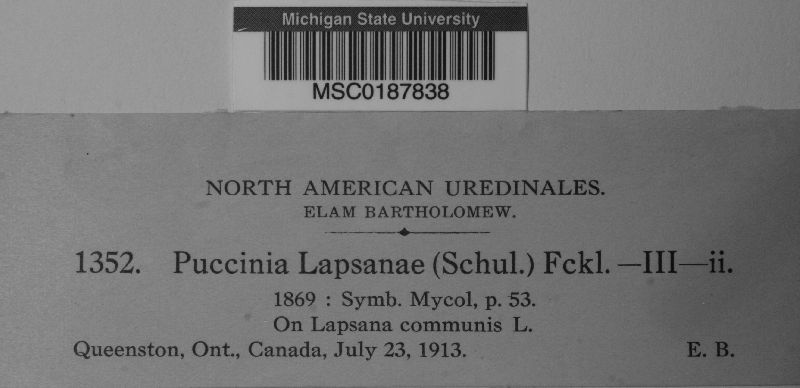 Michigan State University
MSC0187838
NORTH AMERICAN UREDINALES.
ELAM BARTHOLOMEW.
1352. Puccinia Lapsanae (Schul.) Fckl. —III—ii.
1869 : Symb. Mycol, p. 53.
On Lapsana communis L.
Queenston, Ont., Canada, July 23, 1913. E. B.